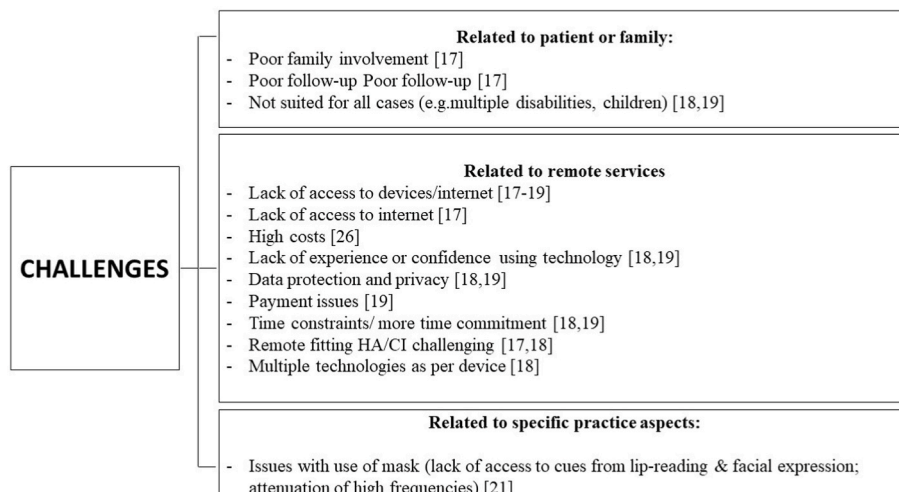 CHALLENGES
Related to patient or family:
- Poor family involvement [17]
- Poor follow-up Poor follow-up [17]
- Not suited for all cases (e.g.multiple disabilities, children) [18,19]
Related to remote services
- Lack of access to devices/internet [17-19]
- Lack of access to internet [17]
- High costs [26]
- Lack of experience or confidence using technology [18,19]
- Data protection and privacy [18,19]
- Payment issues [19]
- Time constraints/ more time commitment [18,19]
- Remote fitting HA/CI challenging [17,18]
- Multiple technologies as per device [18]
Related to specific practice aspects:
- Issues with use of mask (lack of access to cues from lip-reading & facial expression;
attenuation of high frequencies) [21]